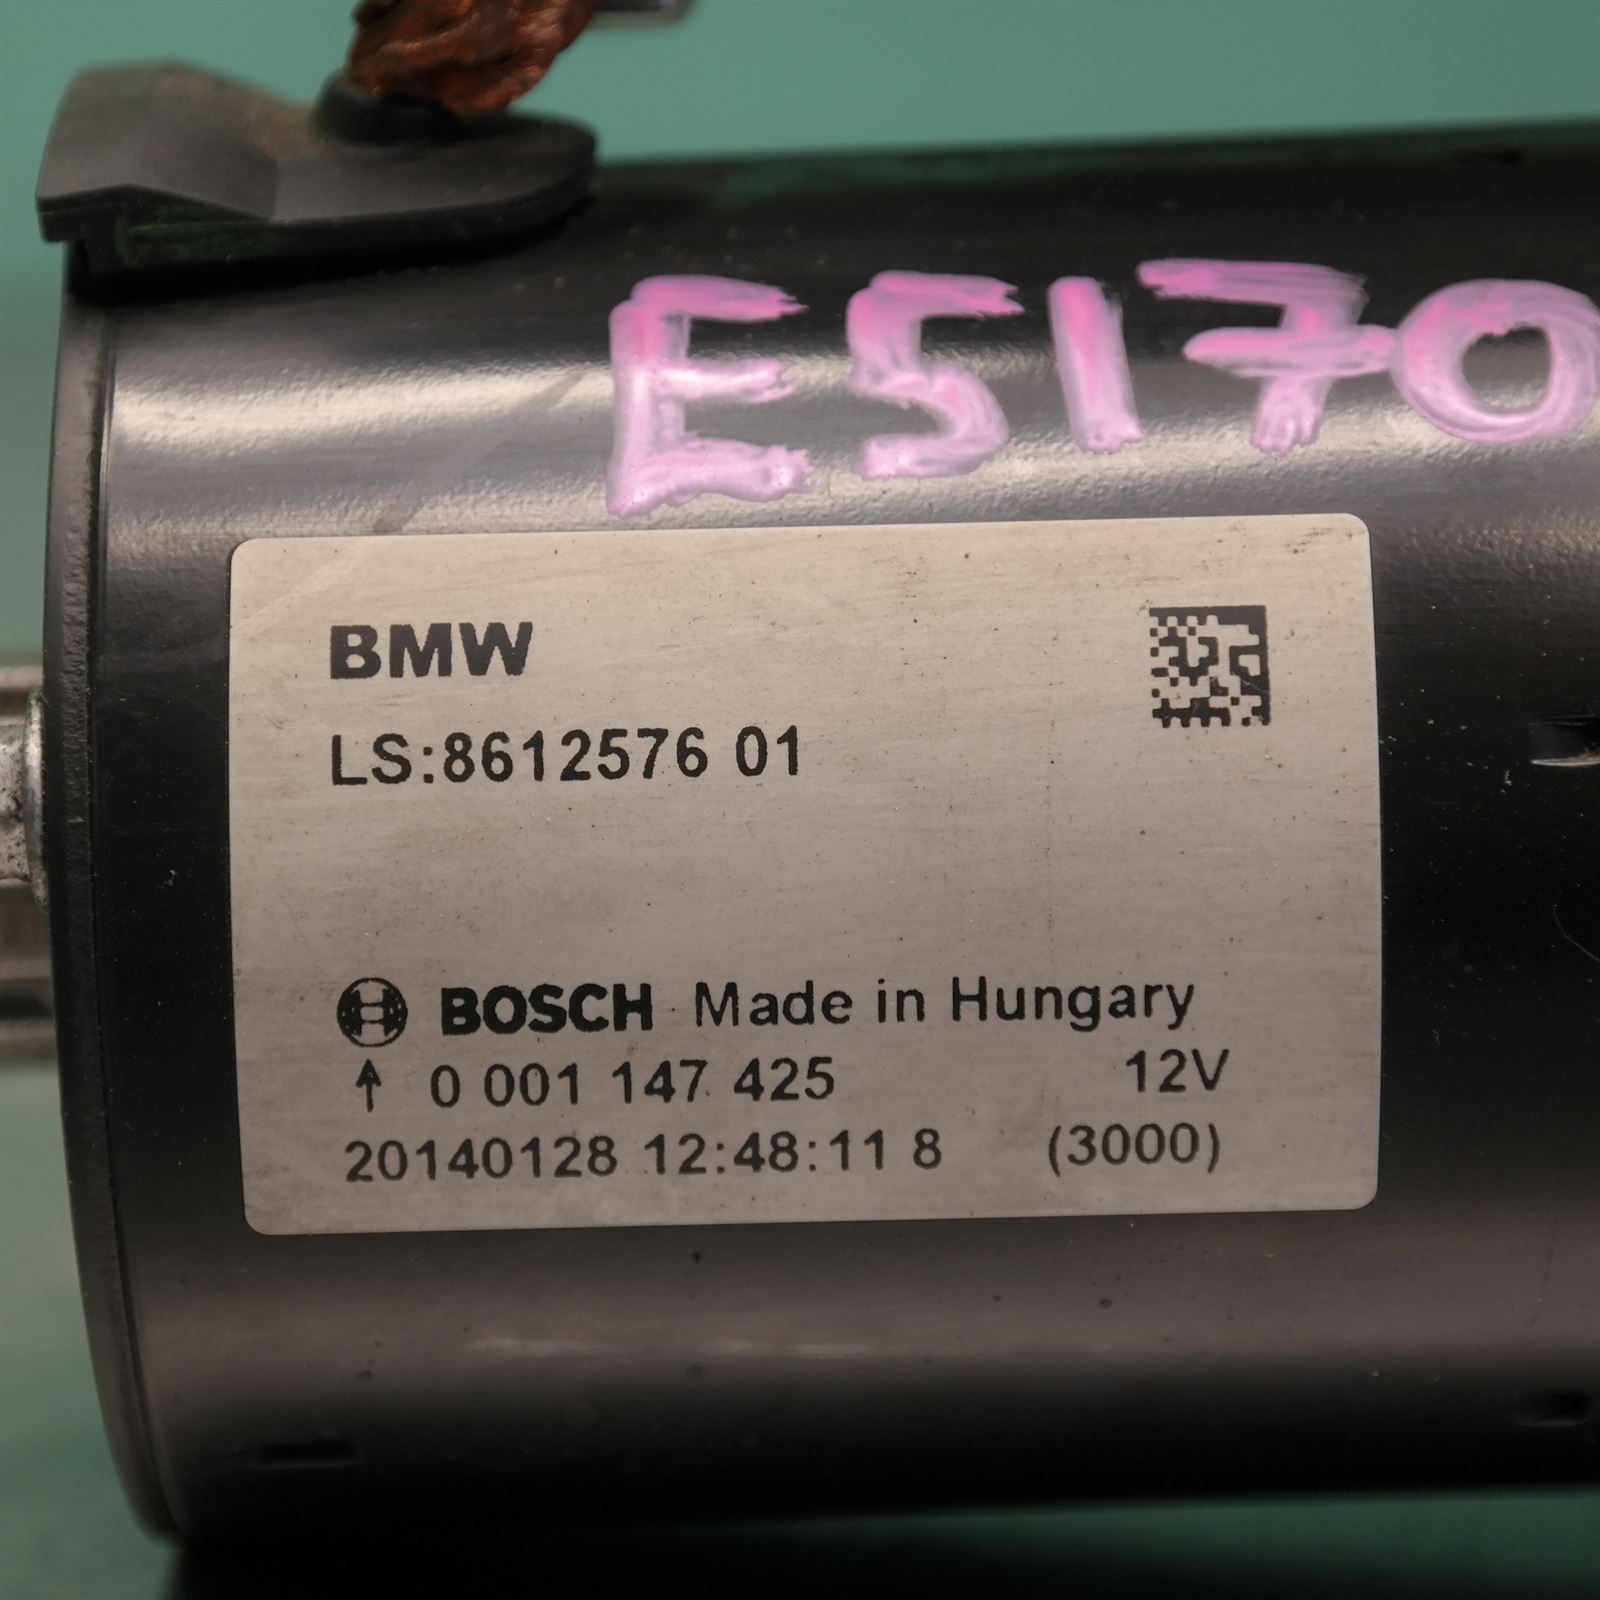 E5170
BMW
LS:8612576 01
BOSCH Made in Hungary
↑ 0 001 147 425 12V
20140128 12:48:11 8 (3000)